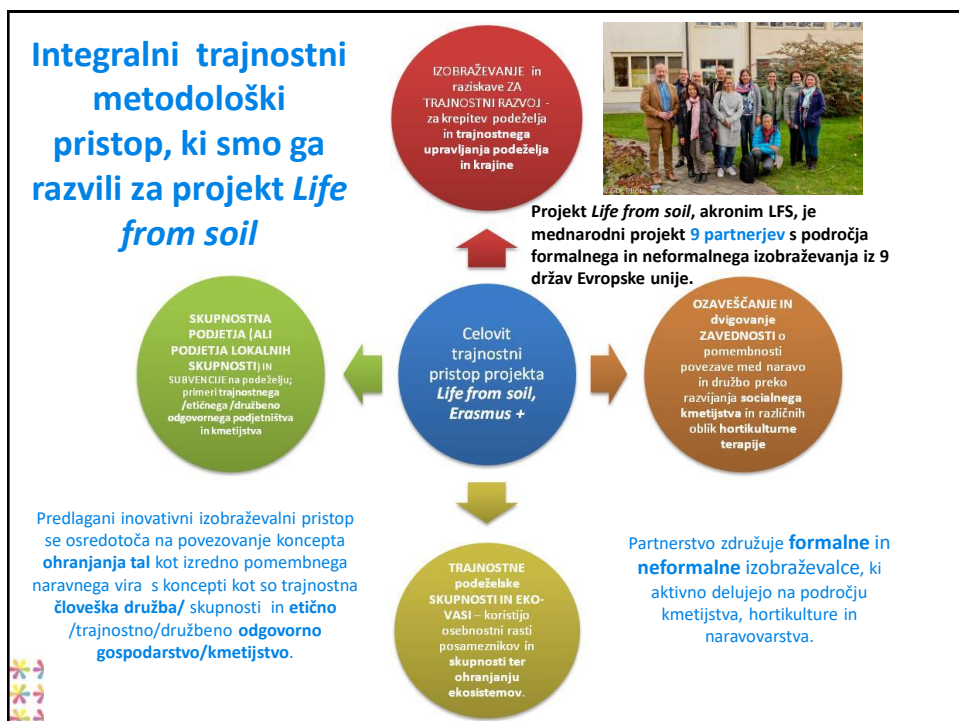 Integralni trajnostni
metodološki
pristop, ki smo ga
razvili za projekt Life
from soil
IZOBRAŽEVANJE in
raziskave ZA
TRAJNOSTNI RAZVOJ -
za krepitev podeželja
in trajnostnega
upravljanja podeželja
in krajine
Projekt Life from soil, akronim LFS, je
mednarodni projekt 9 partnerjev s področja
formalnega in neformalnega izobraževanja iz 9
držav Evropske unije.
SKUPNOSTNA
PODJETJA (ALI
PODJETJA LOKALNIH
SKUPNOSTI) IN
SUBVENCIJE na podeželju;
primeri trajnostnega
/etičnega /družbeno
odgovornega podjetništva
in kmetijstva
Celovit
trajnostni
pristop projekta
Life from soil,
Erasmus +
OZAVEŠČANJE IN
dvigovanje
ZAVEDNOSTI o
pomembnosti
povezave med naravo
in družbo preko
razvijanja socialnega
kmetijstva in različnih
oblik hortikulturne
terapije
Predlagani inovativni izobraževalni pristop
se osredotoča na povezovanje koncepta
ohranjanja tal kot izredno pomembnega
naravnega vira s koncepti kot so trajnostna
človeška družba/ skupnosti in etično
/trajnostno/družbeno odgovorno
gospodarstvo/kmetijstvo.
TRAJNOSTNE
podeželske
SKUPNOSTI IN EKO-
VASI – koristijo
osebnostni rasti
posameznikov in
skupnosti ter
ohranjanju
ekosistemov.
Partnerstvo združuje formalne in
neformalne izobraževalce, ki
aktivno delujejo na področju
kmetijstva, hortikulture in
naravovarstva.